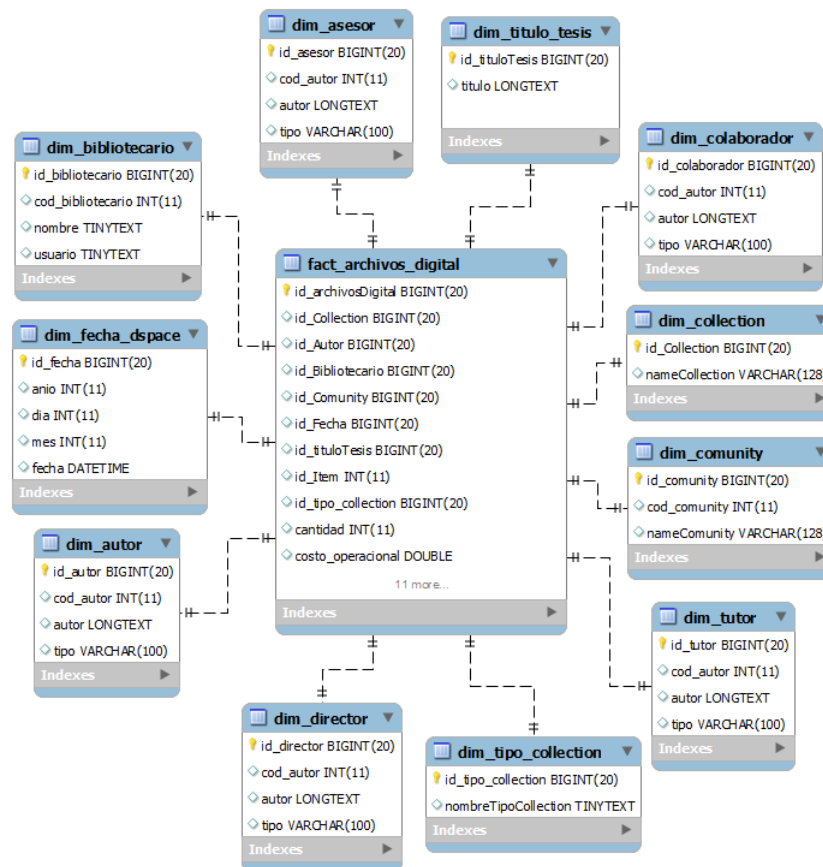 dim_asesor
id_asesor BIGINT(20)
cod_autor INT(11)
autor LONGTEXT
tipo VARCHAR(100)
Indexes
dim_titulo_tesis
id_tituloTesis BIGINT(20)
titulo LONGTEXT
Indexes
dim_bibliotecario
id_bibliotecario BIGINT(20)
cod_bibliotecario INT(11)
nombre TINYTEXT
usuario TINYTEXT
Indexes
dim_colaborador
id_colaborador BIGINT(20)
cod_autor INT(11)
autor LONGTEXT
tipo VARCHAR(100)
Indexes
fact_archivos_digital
id_archivosDigital BIGINT(20)
id_Collection BIGINT(20)
id_Autor BIGINT(20)
id_Bibliotecario BIGINT(20)
id_Comunity BIGINT(20)
id_Fecha BIGINT(20)
id_tituloTesis BIGINT(20)
id_Item INT(11)
id_tipo_collection BIGINT(20)
cantidad INT(11)
costo_operacional DOUBLE
11 more...
Indexes
dim_fecha_dspace
id_fecha BIGINT(20)
anio INT(11)
dia INT(11)
mes INT(11)
fecha DATETIME
Indexes
dim_collection
id_Collection BIGINT(20)
nameCollection VARCHAR(128
Indexes
dim_comunity
id_comunity BIGINT(20)
cod_comunity INT(11)
nameComunity VARCHAR(128
Indexes
dim_autor
id_autor BIGINT(20)
cod_autor INT(11)
autor LONGTEXT
tipo VARCHAR(100)
Indexes
dim_tutor
id_tutor BIGINT(20)
cod_autor INT(11)
autor LONGTEXT
tipo VARCHAR(100)
Indexes
dim_director
id_director BIGINT(20)
cod_autor INT(11)
autor LONGTEXT
tipo VARCHAR(100)
Indexes
dim_tipo_collection
id_tipo_collection BIGINT(20)
nombreTipoCollection TINYTEXT
Indexes